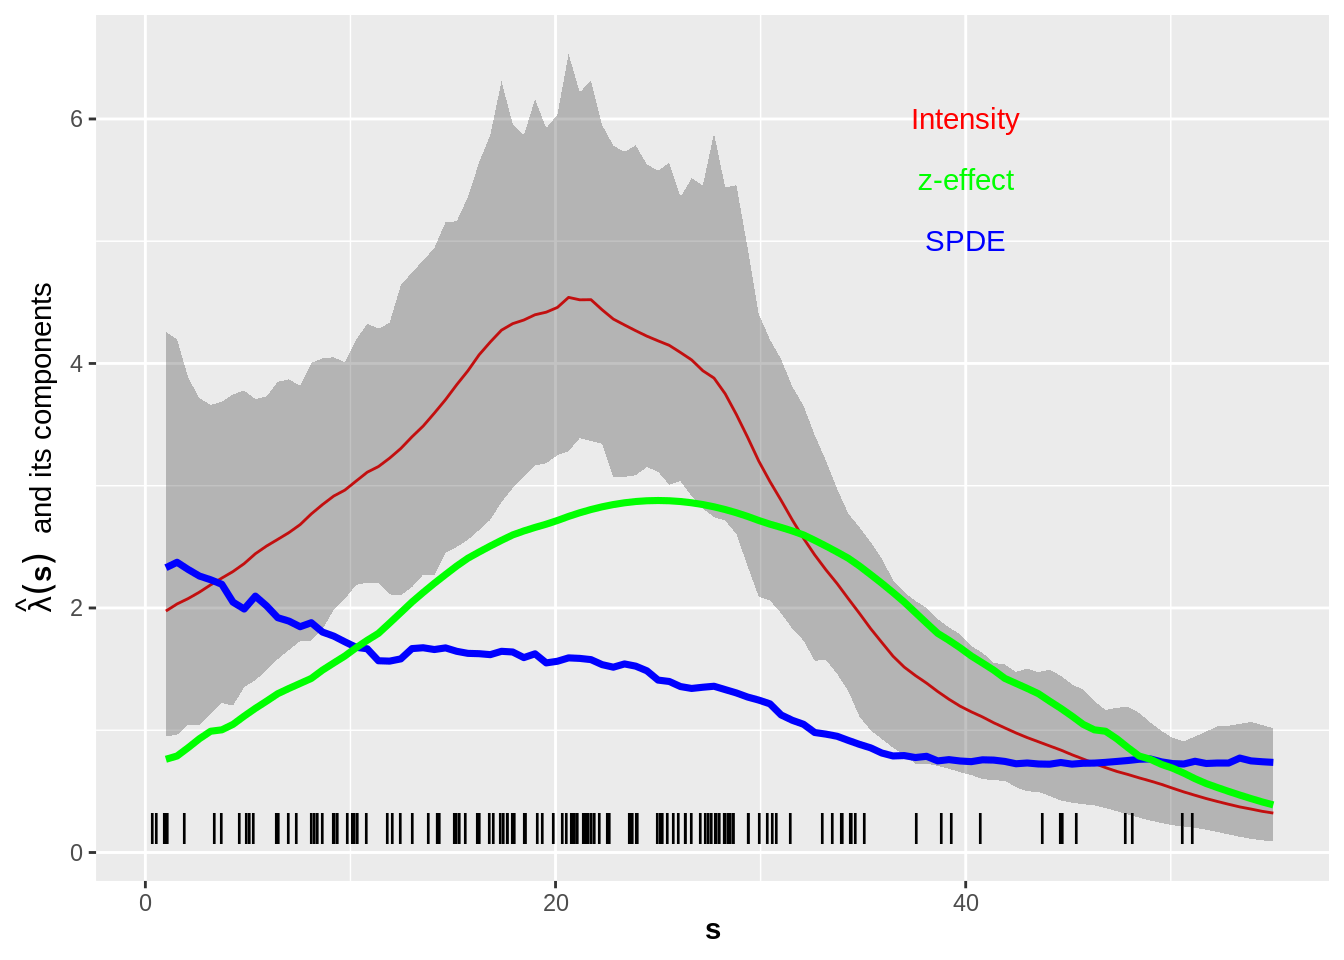 Intensity
z-effect
SPDE
λ̂(s) and its components
6
4
2
0
0 20 40
s